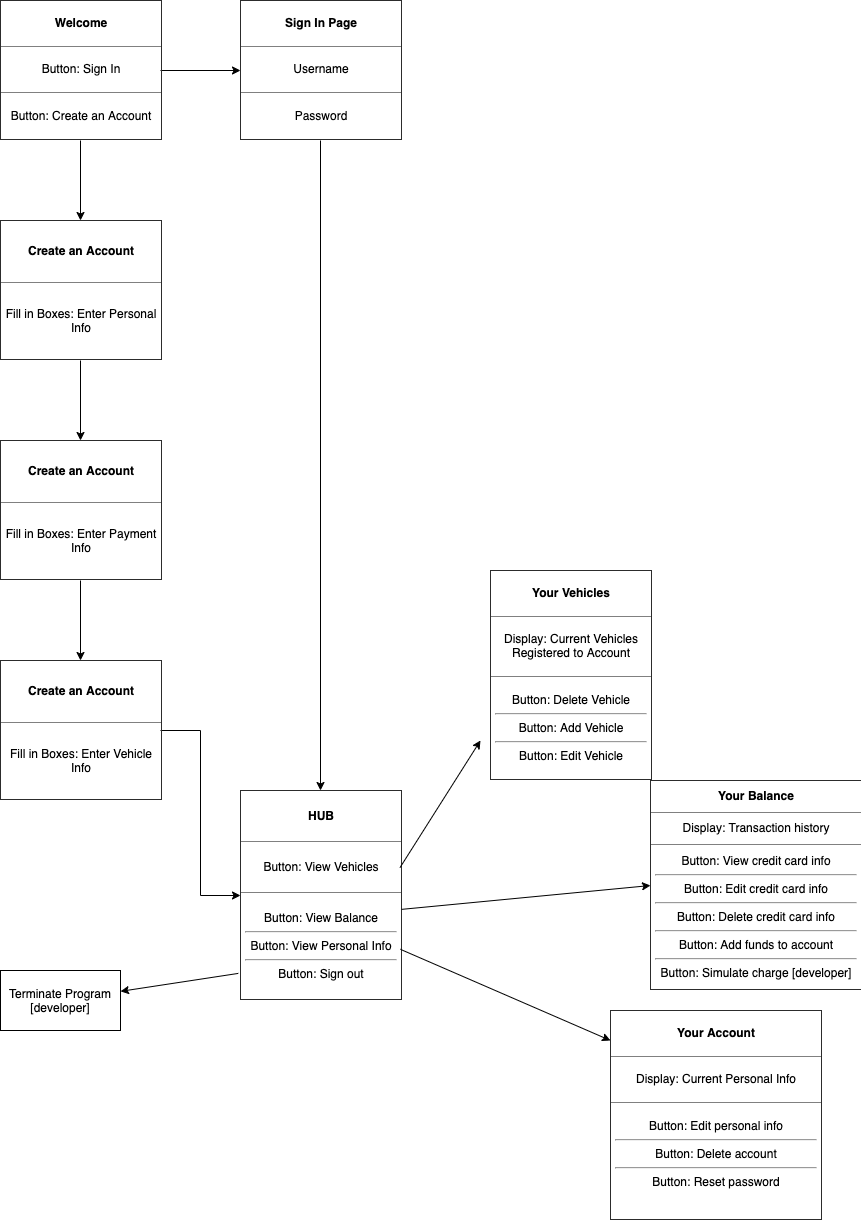 Welcome
Button: Sign In
Button: Create an Account
Sign In Page
Username
Password
Create an Account
Fill in Boxes: Enter Personal
Info
Create an Account
Fill in Boxes: Enter Payment
Info
Create an Account
Fill in Boxes: Enter Vehicle
Info
HUB
Button: View Vehicles
Button: View Balance
Button: View Personal Info
Button: Sign out
Terminate Program
[developer]
Your Vehicles
Display: Current Vehicles
Registered to Account
Button: Delete Vehicle
Button: Add Vehicle
Button: Edit Vehicle
Your Balance
Display: Transaction history
Button: View credit card info
Button: Edit credit card info
Button: Delete credit card info
Button: Add funds to account
Button: Simulate charge [developer]
Your Account
Display: Current Personal Info
Button: Edit personal info
Button: Delete account
Button: Reset password